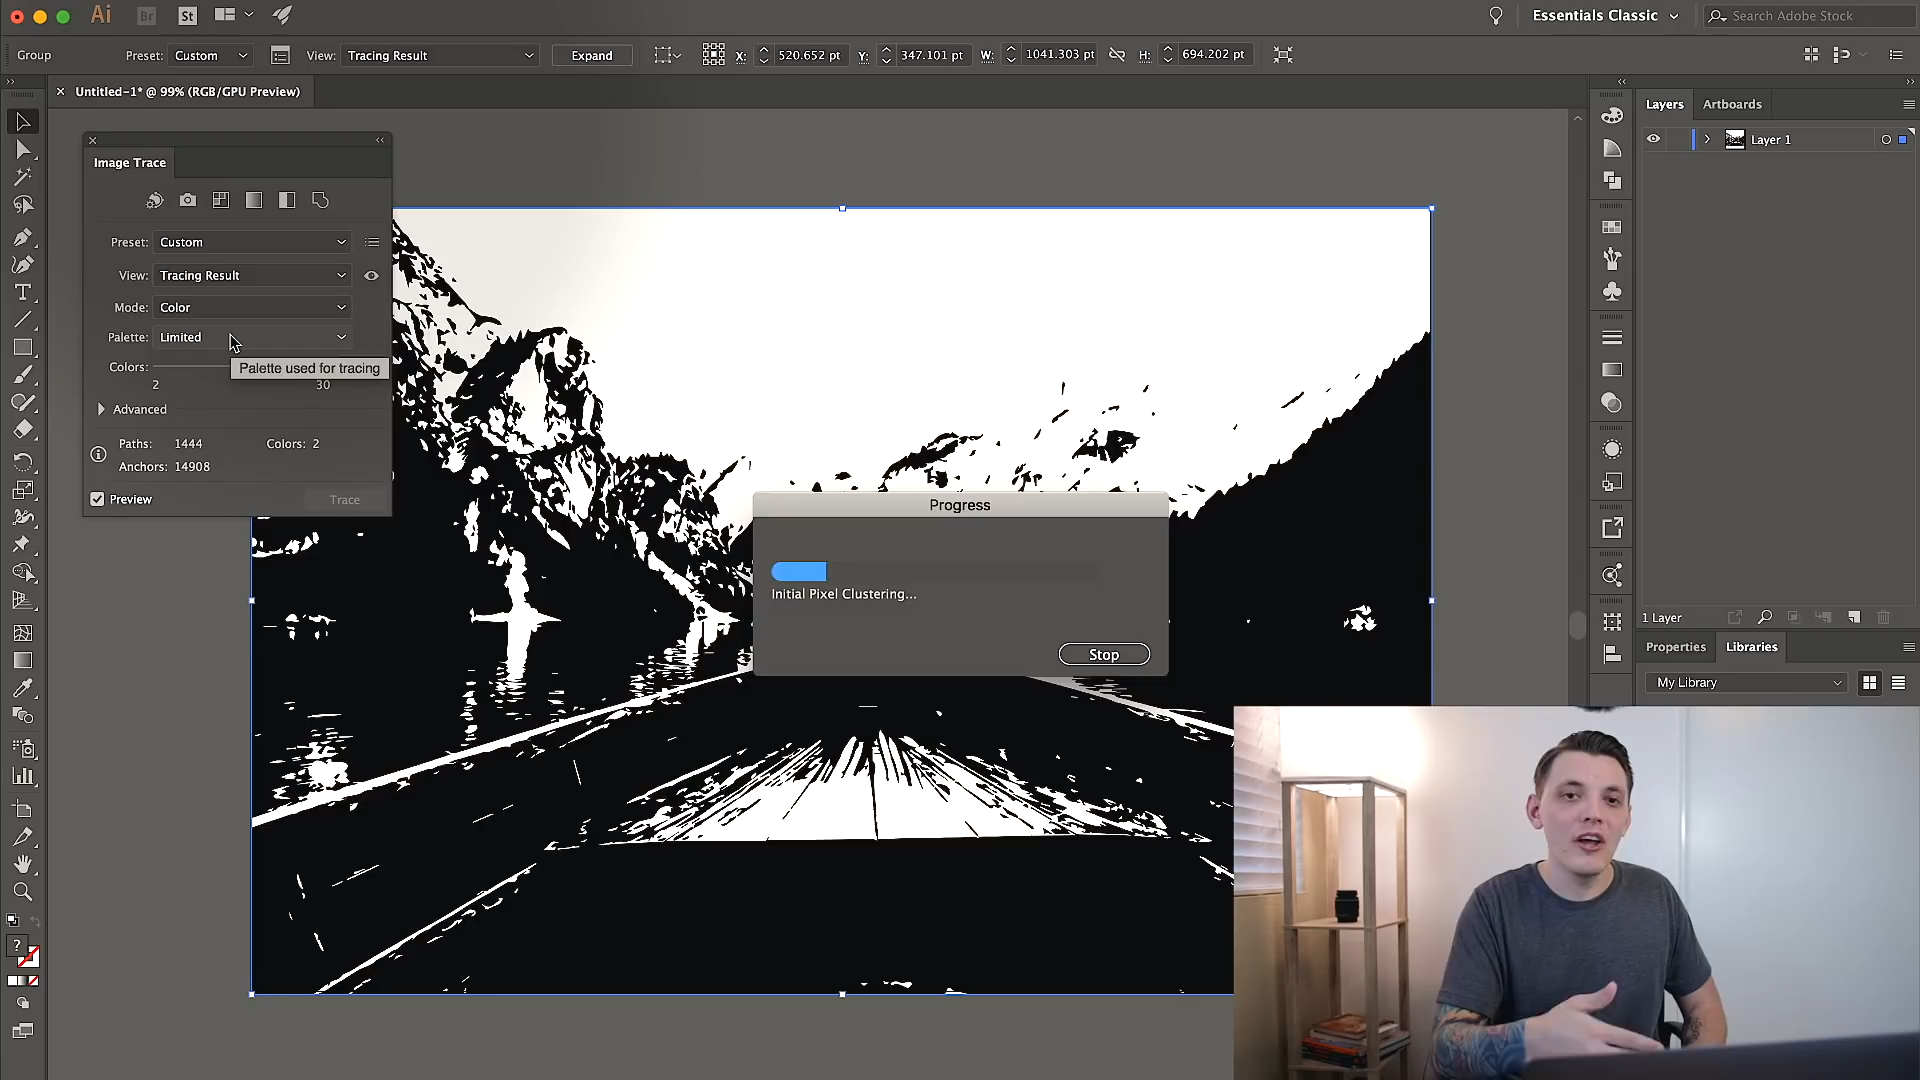 Ai
Br
St
Essentials Classic
Search Adobe Stock
Group
Preset: Custom
View: Tracing Result
Expand
X: 520.652 pt
Y: 347.101 pt
W: 1041.303 pt
H: 694.202 pt
Untitled-1* @ 99% (RGB/GPU Preview)
Layers
Artboards
Layer 1
Image Trace
Preset: Custom
View: Tracing Result
Mode: Color
Palette: Limited
Palette used for tracing
Colors:
2
30
Advanced
Paths: 1444
Colors: 2
Anchors: 14908
Preview
Trace
Progress
Initial Pixel Clustering...
Stop
1 Layer
Properties
Libraries
My Library
?